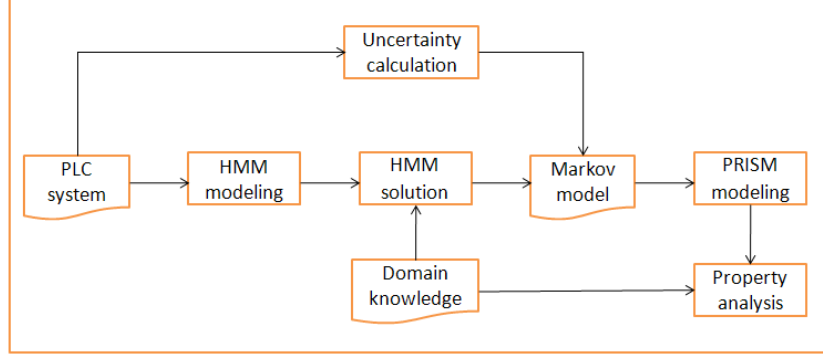 Uncertainty
calculation
PLC
system
HMM
modeling
HMM
solution
Markov
model
PRISM
modeling
Domain
knowledge
Property
analysis